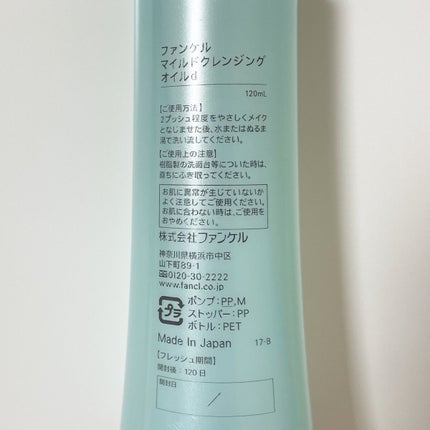 ファンケル
マイルドクレンジング
オイルd
120mL
【ご使用方法】
2プッシュ程度をやさしくメイク
となじませた後、水またはぬるま
湯で洗い流してください。
【ご使用上の注意】
樹脂製の洗面台等についた時は、
直ちにふき取ってください。
お肌に異常が生じていないか
よく注意してご使用ください。
お肌に合わない時は、ご使用を
おやめください。
株式会社ファンケル
神奈川県横浜市中区
山下町89-1
0120-30-2222
www.fancl.co.jp
プラ
ポンプ:PP,M
ストッパー:PP
ボトル:PET
Made In Japan
17-B
【フレッシュ期間】
開封後:120日
開封日
/